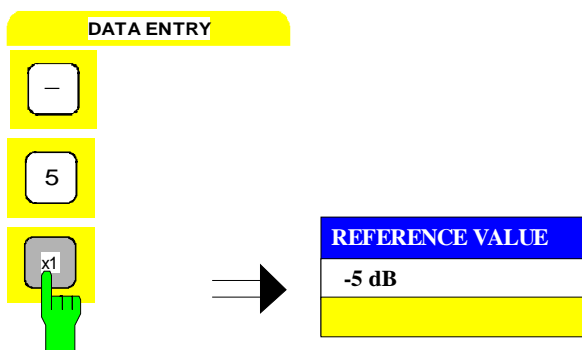 DATA ENTRY
–
5
x1
REFERENCE VALUE
-5 dB